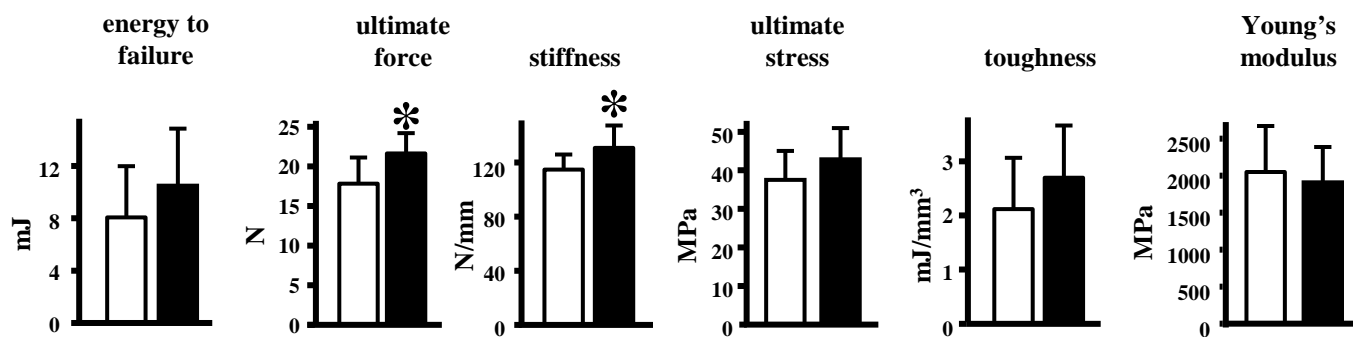 energy to
failure
mJ
12
8
4
0
ultimate
force
N
25
20
15
10
5
0
*
stiffness
N/mm
120
80
40
0
*
ultimate
stress
MPa
50
40
30
20
10
0
toughness
mJ/mm³
3
2
1
0
Young's
modulus
MPa
2500
2000
1500
1000
500
0